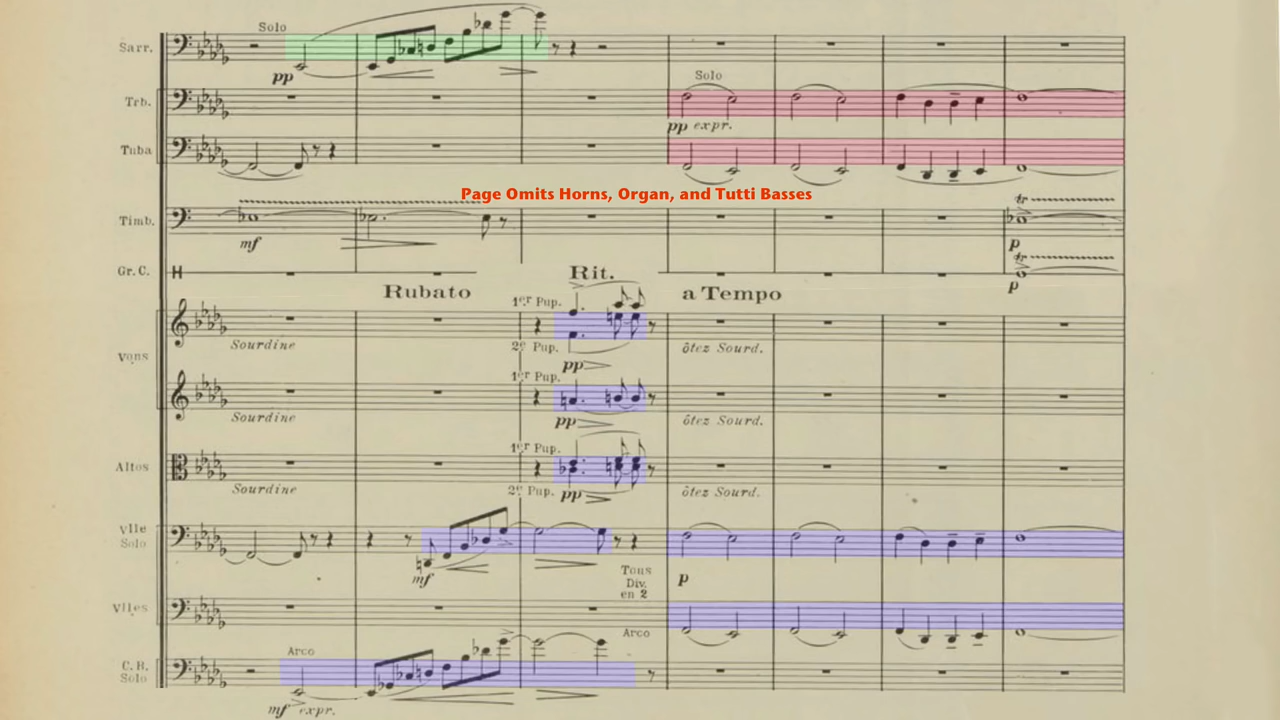 Solo
Sarr.
pp
Solo
Trb.
pp expr.
Tuba
Page Omits Horns, Organ, and Tutti Basses
tr
Timb.
mf
p
tr
Gr. C.
p
Rit.
Rubato
a Tempo
1er Pup.
Sourdine
2e Pup.
ôtez Sourd.
Vons
pp
1er Pup.
Sourdine
pp
ôtez Sourd.
1er Pup.
Altos
Sourdine
2e Pup.
pp
ôtez Sourd.
Vlle
Solo
mf
Tous
Div.
en 2
p
Vlles
Arco
Arco
C. B.
Solo
mf expr.